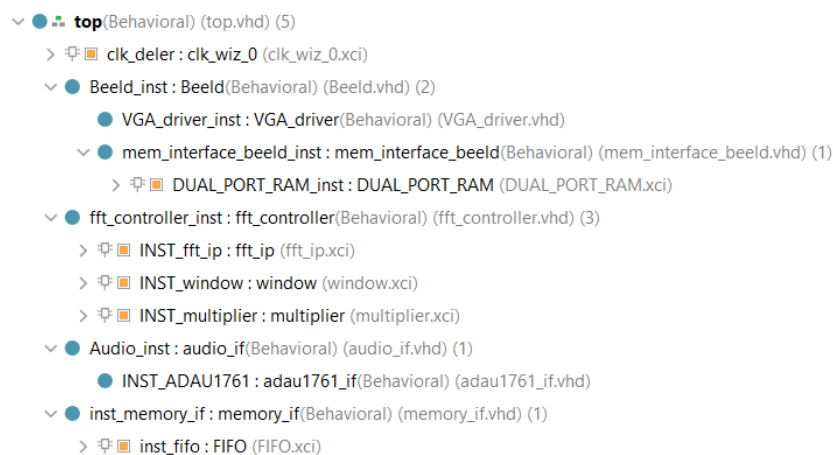 top(Behavioral) (top.vhd) (5)
clk_deler : clk_wiz_0 (clk_wiz_0.xci)
Beeld_inst : Beeld(Behavioral) (Beeld.vhd) (2)
VGA_driver_inst : VGA_driver(Behavioral) (VGA_driver.vhd)
mem_interface_beeld_inst : mem_interface_beeld(Behavioral) (mem_interface_beeld.vhd) (1)
DUAL_PORT_RAM_inst : DUAL_PORT_RAM (DUAL_PORT_RAM.xci)
fft_controller_inst : fft_controller(Behavioral) (fft_controller.vhd) (3)
INST_fft_ip : fft_ip (fft_ip.xci)
INST_window : window (window.xci)
INST_multiplier : multiplier (multiplier.xci)
Audio_inst : audio_if(Behavioral) (audio_if.vhd) (1)
INST_ADAU1761 : adau1761_if(Behavioral) (adau1761_if.vhd)
inst_memory_if : memory_if(Behavioral) (memory_if.vhd) (1)
inst_fifo : FIFO (FIFO.xci)